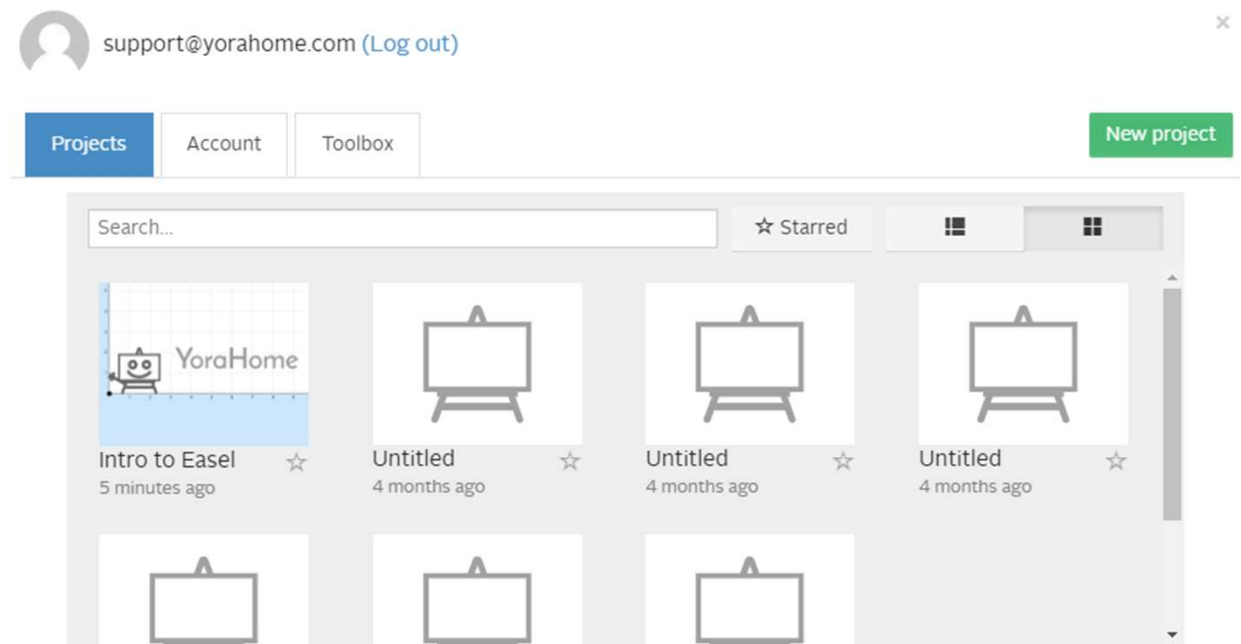 support@yorahome.com (Log out)
×
Projects
Account
Toolbox
New project
Search...
☆ Starred
YoraHome
Intro to Easel
5 minutes ago
Untitled
4 months ago
Untitled
4 months ago
Untitled
4 months ago